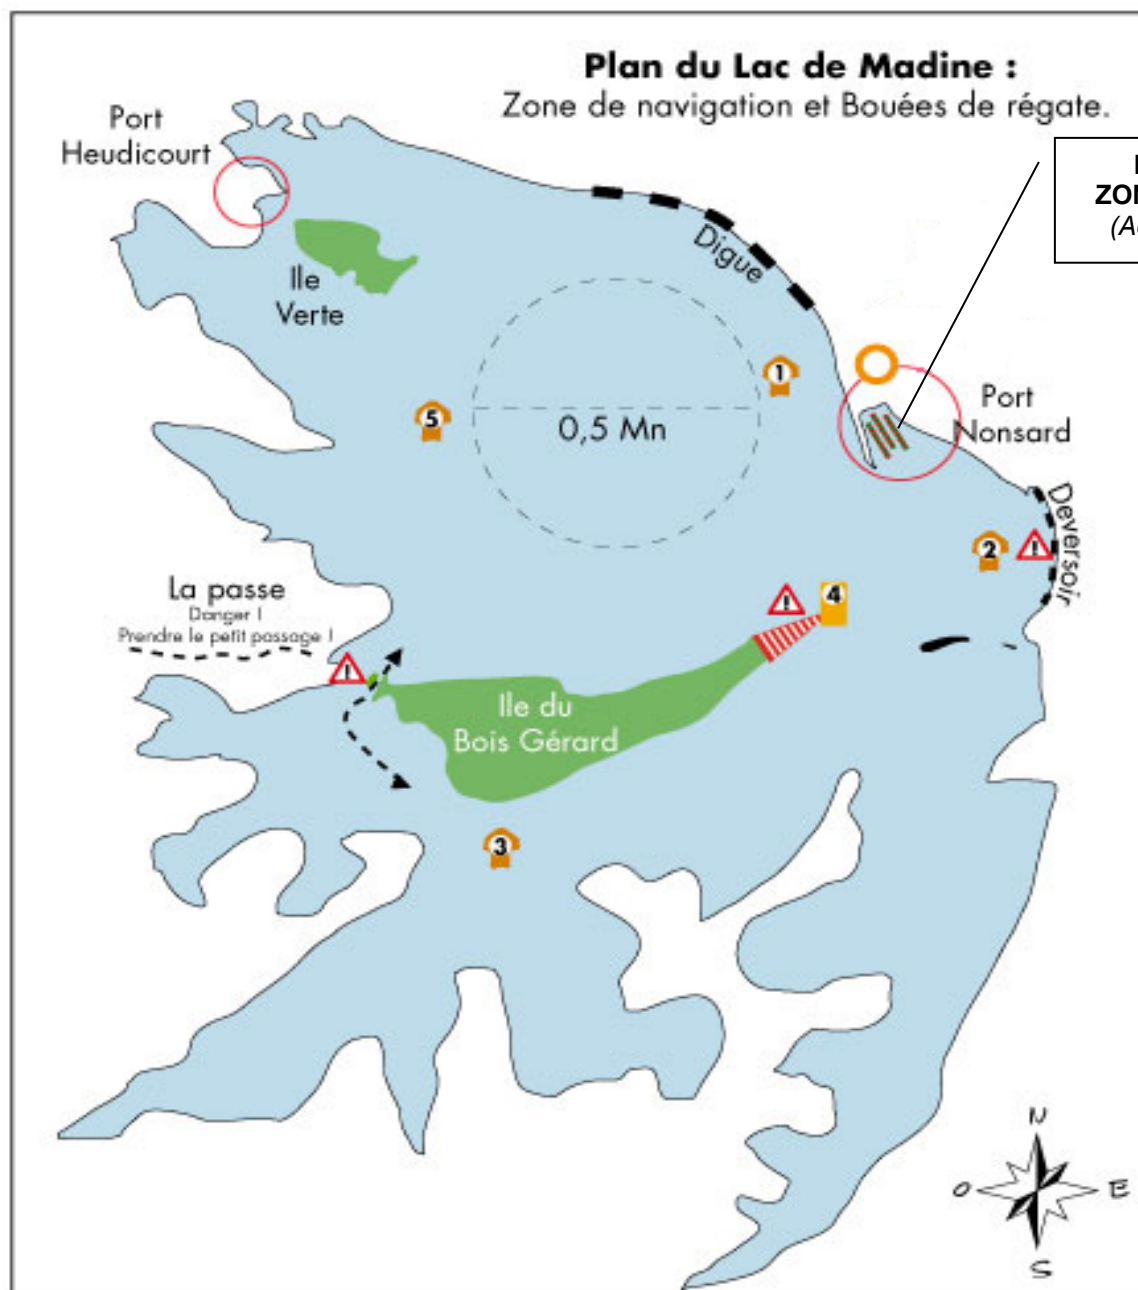 Plan du Lac de Madine :
Zone de navigation et Bouées de régate.
Port
Heudicourt
ZO
(A
Ile
Verte
Digue
1
5
0,5 Mn
Port
Nonsard
Deversoir
2
!
La passe
Danger !
Prendre le petit passage !
!
4
!
Ile du
Bois Gérard
3
N
O
E
S